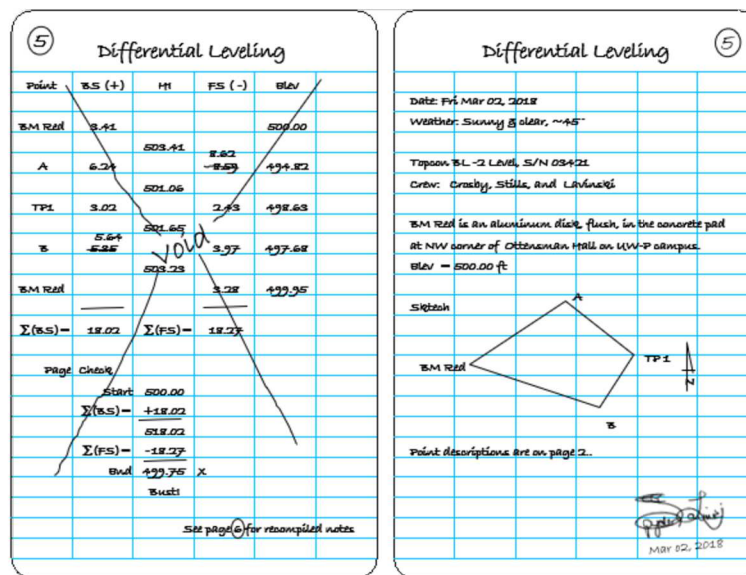 5
Differential Leveling
Point BS (+) HI FS (-) Elev
BM Red 3.41 500.00
503.41 8.62
A 6.24 8.59 494.82
501.06
TP1 3.02 2.43 498.63
5.64 501.65
B 3.97 497.68
void
503.23
BM Red 3.28 499.95
Σ(BS)= 18.02 Σ(FS)= 18.27
Page Check
Start 500.00
Σ(BS)= +18.02
518.02
Σ(FS)= -18.27
End 499.75 X
Bust!
See page 6 for recompiled notes
5
Differential Leveling
Date: Fri Mar 02, 2018
Weather: Sunny & clear, ~45°
Topcon BL-2 Level, S/N 03421
Crew: Crosby, Stills, and Lavinski
BM Red is an aluminum disk, flush, in the concrete pad
at NW corner of Ottensman Hall on UW-P campus.
Elev = 500.00 ft
Sketch
A
TP1
BM Red
N
B
Point descriptions are on page 2.
Mar 02, 2018